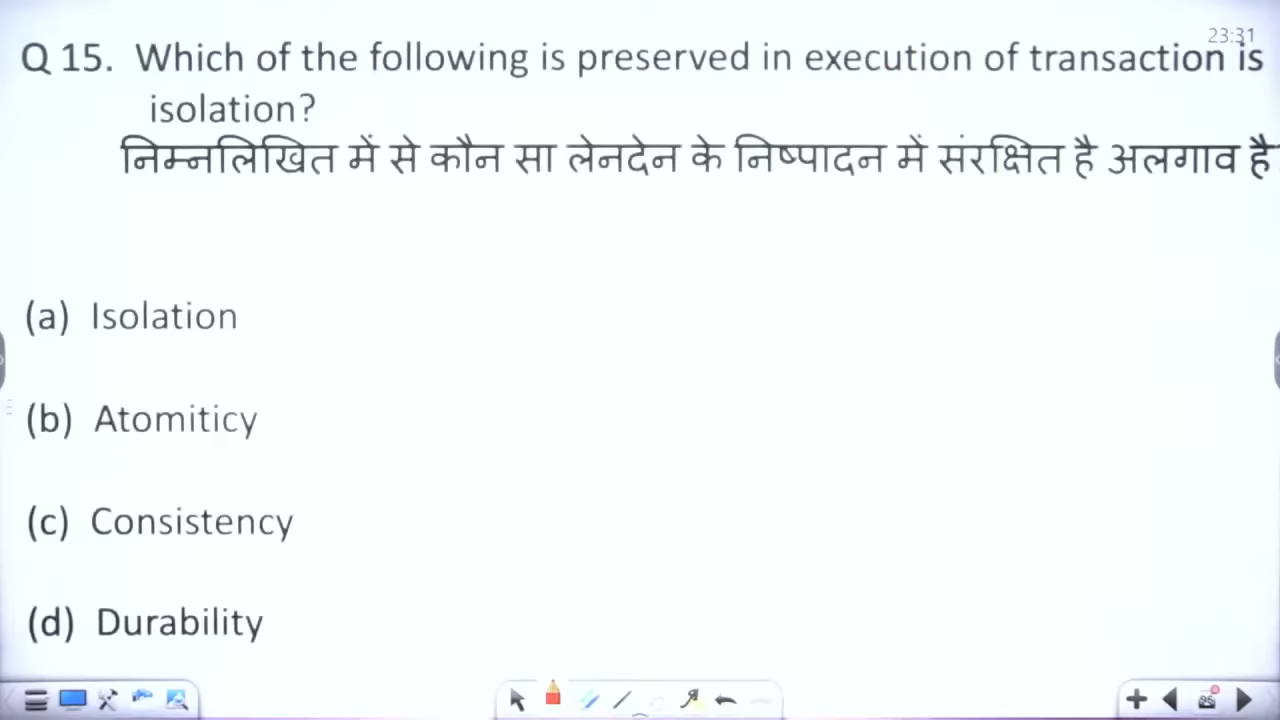 23:31
Q 15. Which of the following is preserved in execution of transaction is
isolation?
निम्नलिखित में से कौन सा लेनदेन के निष्पादन में संरक्षित है अलगाव है
(a) Isolation
(b) Atomiticy
(c) Consistency
(d) Durability